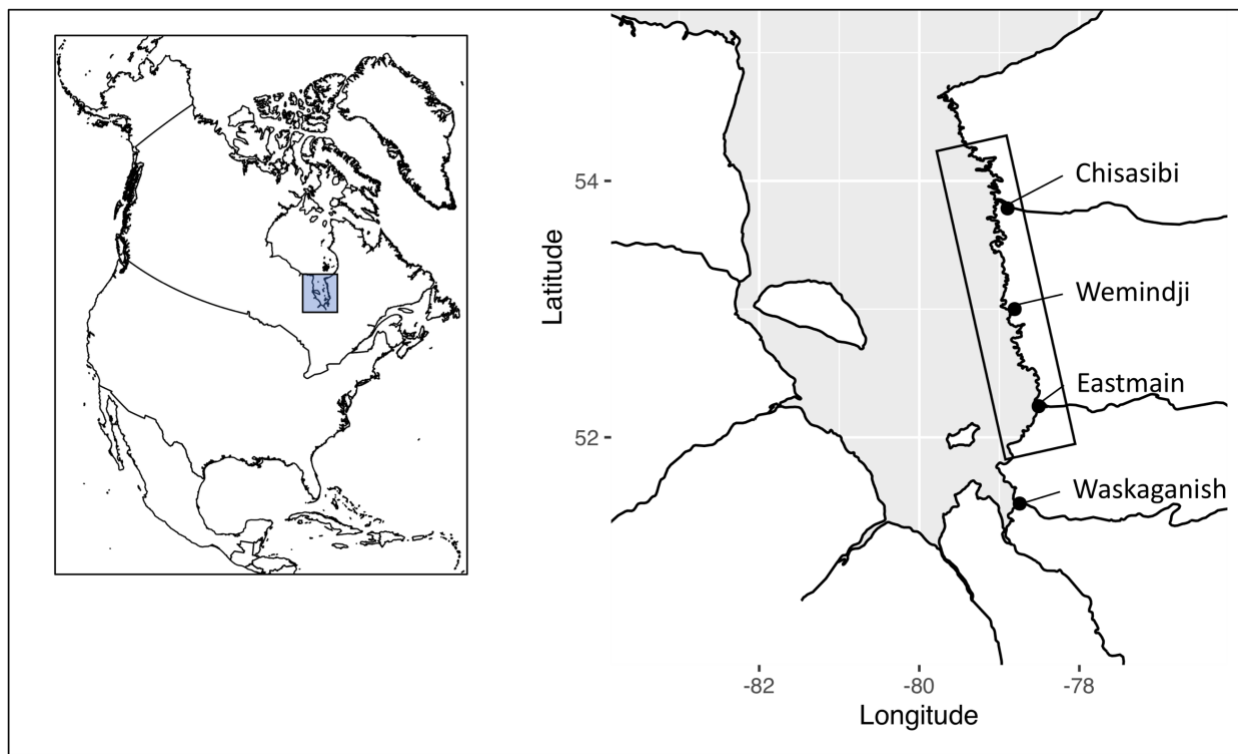 Chisasibi
54
Latitude
Wemindji
Eastmain
52
Waskaganish
-82
-80
-78
Longitude